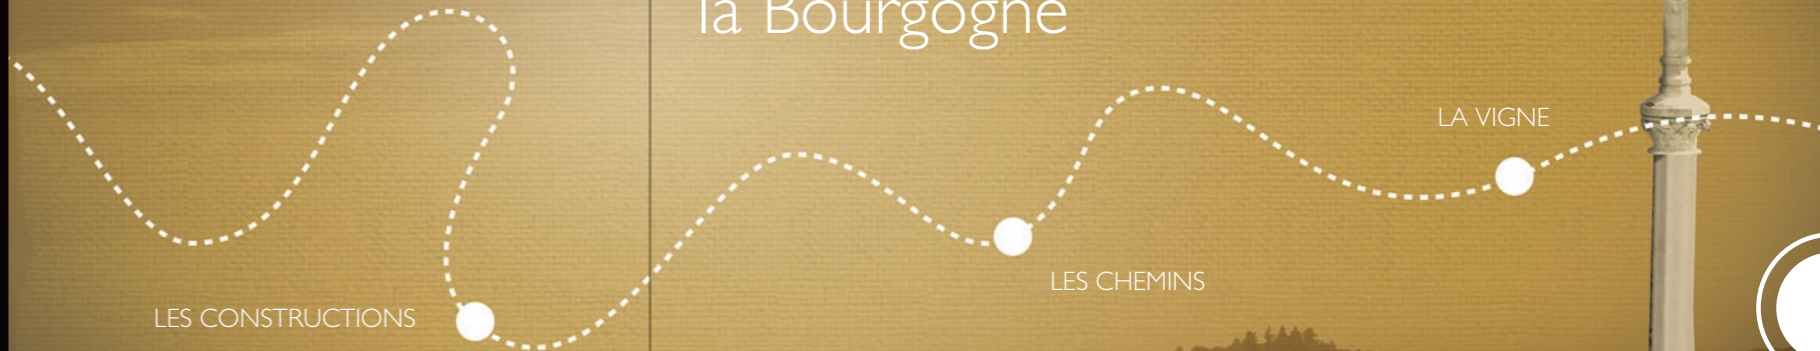 la Bourgogne
LA VIGNE
LES CHEMINS
LES CONSTRUCTIONS